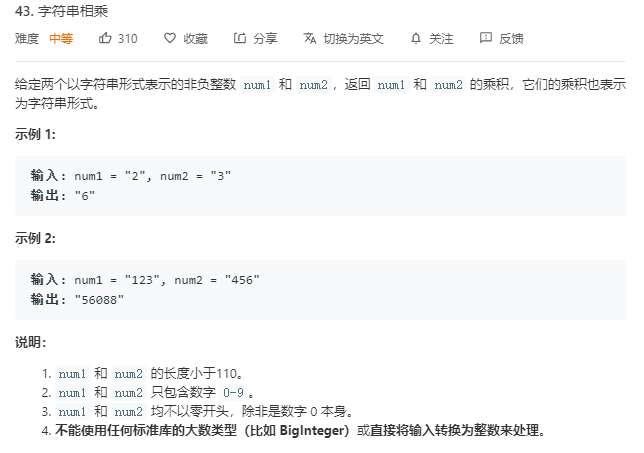 43. 字符串相乘
难度 中等 310 收藏 分享 切换为英文 关注 反馈
给定两个以字符串形式表示的非负整数 num1 和 num2 ，返回 num1 和 num2 的乘积，它们的乘积也表示
为字符串形式。
示例 1:
输入: num1 = "2", num2 = "3"
输出: "6"
示例 2:
输入: num1 = "123", num2 = "456"
输出: "56088"
说明：
1. num1 和 num2 的长度小于110。
2. num1 和 num2 只包含数字 0-9 。
3. num1 和 num2 均不以零开头，除非是数字 0 本身。
4. 不能使用任何标准库的大数类型（比如 BigInteger）或直接将输入转换为整数来处理。